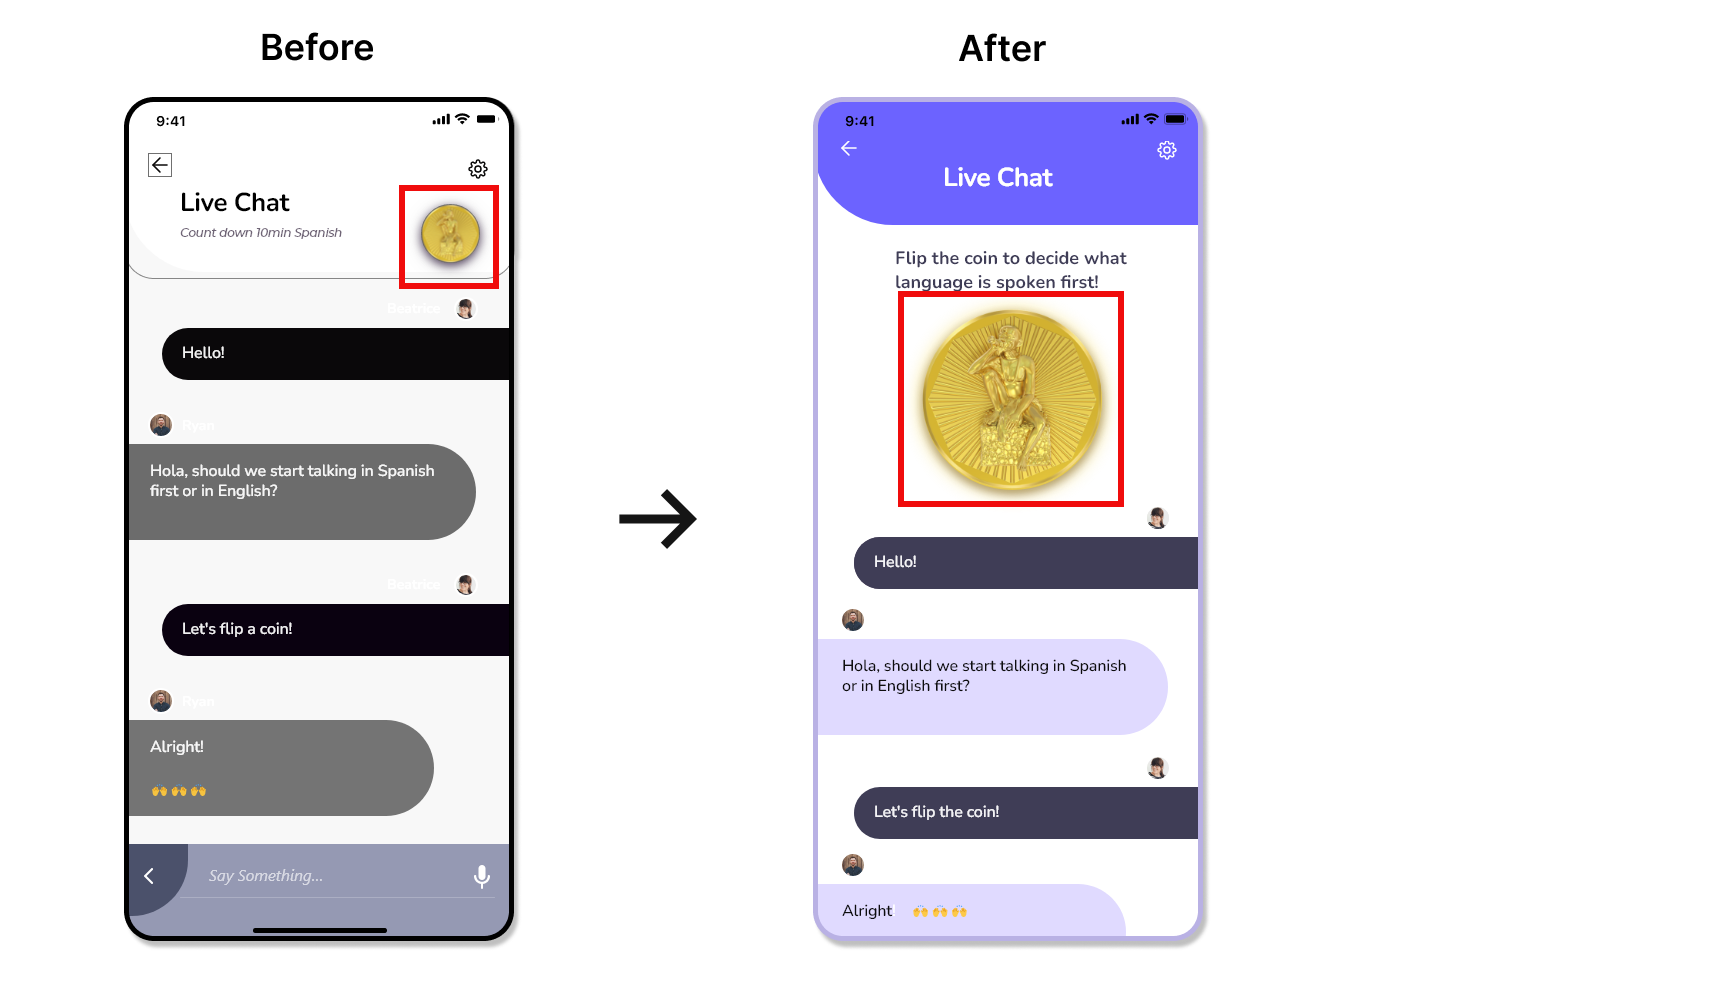 Before
9:41
Live Chat
Count down 10min Spanish
Beatrice
Hello!
Ryan
Hola, should we start talking in Spanish
first or in English?
Beatrice
Let's flip a coin!
Ryan
Alright!
🙌🙌🙌
Say Something...
After
9:41
Live Chat
Flip the coin to decide what
language is spoken first!
Hello!
Hola, should we start talking in Spanish
or in English first?
Let's flip the coin!
Alright! 🙌🙌🙌